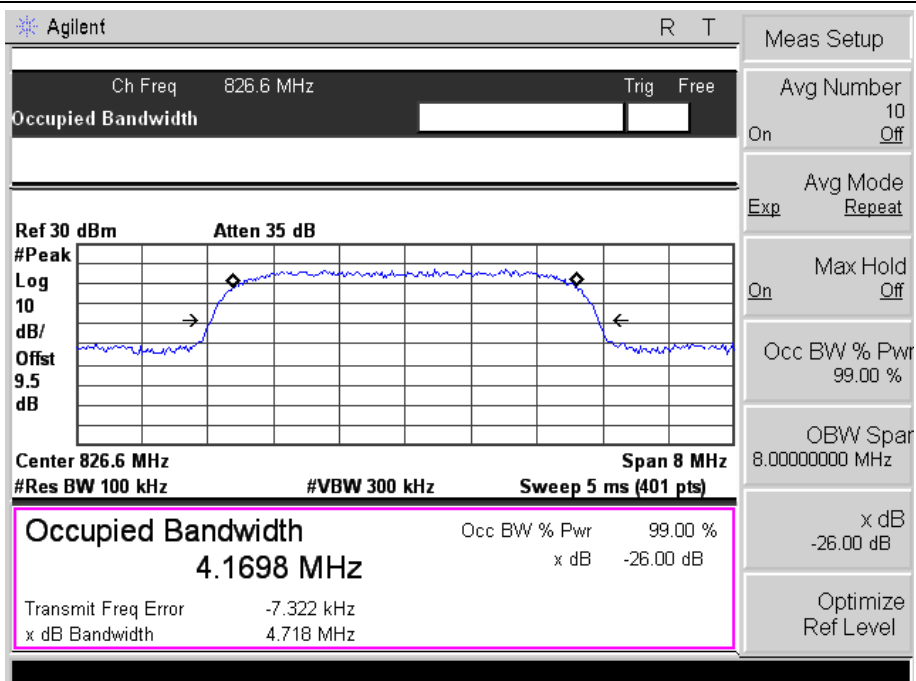 Agilent R T
Ch Freq 826.6 MHz Trig Free
Occupied Bandwidth
Ref 30 dBm Atten 35 dB
#Peak
Log
10
dB/
Offst
9.5
dB
Center 826.6 MHz Span 8 MHz
#Res BW 100 kHz #VBW 300 kHz Sweep 5 ms (401 pts)
Occupied Bandwidth
4.1698 MHz
Occ BW % Pwr 99.00 %
x dB -26.00 dB
Transmit Freq Error -7.322 kHz
x dB Bandwidth 4.718 MHz
Meas Setup
Avg Number
10
On Off
Avg Mode
Exp Repeat
Max Hold
On Off
Occ BW % Pwr
99.00 %
OBW Span
8.00000000 MHz
x dB
-26.00 dB
Optimize
Ref Level